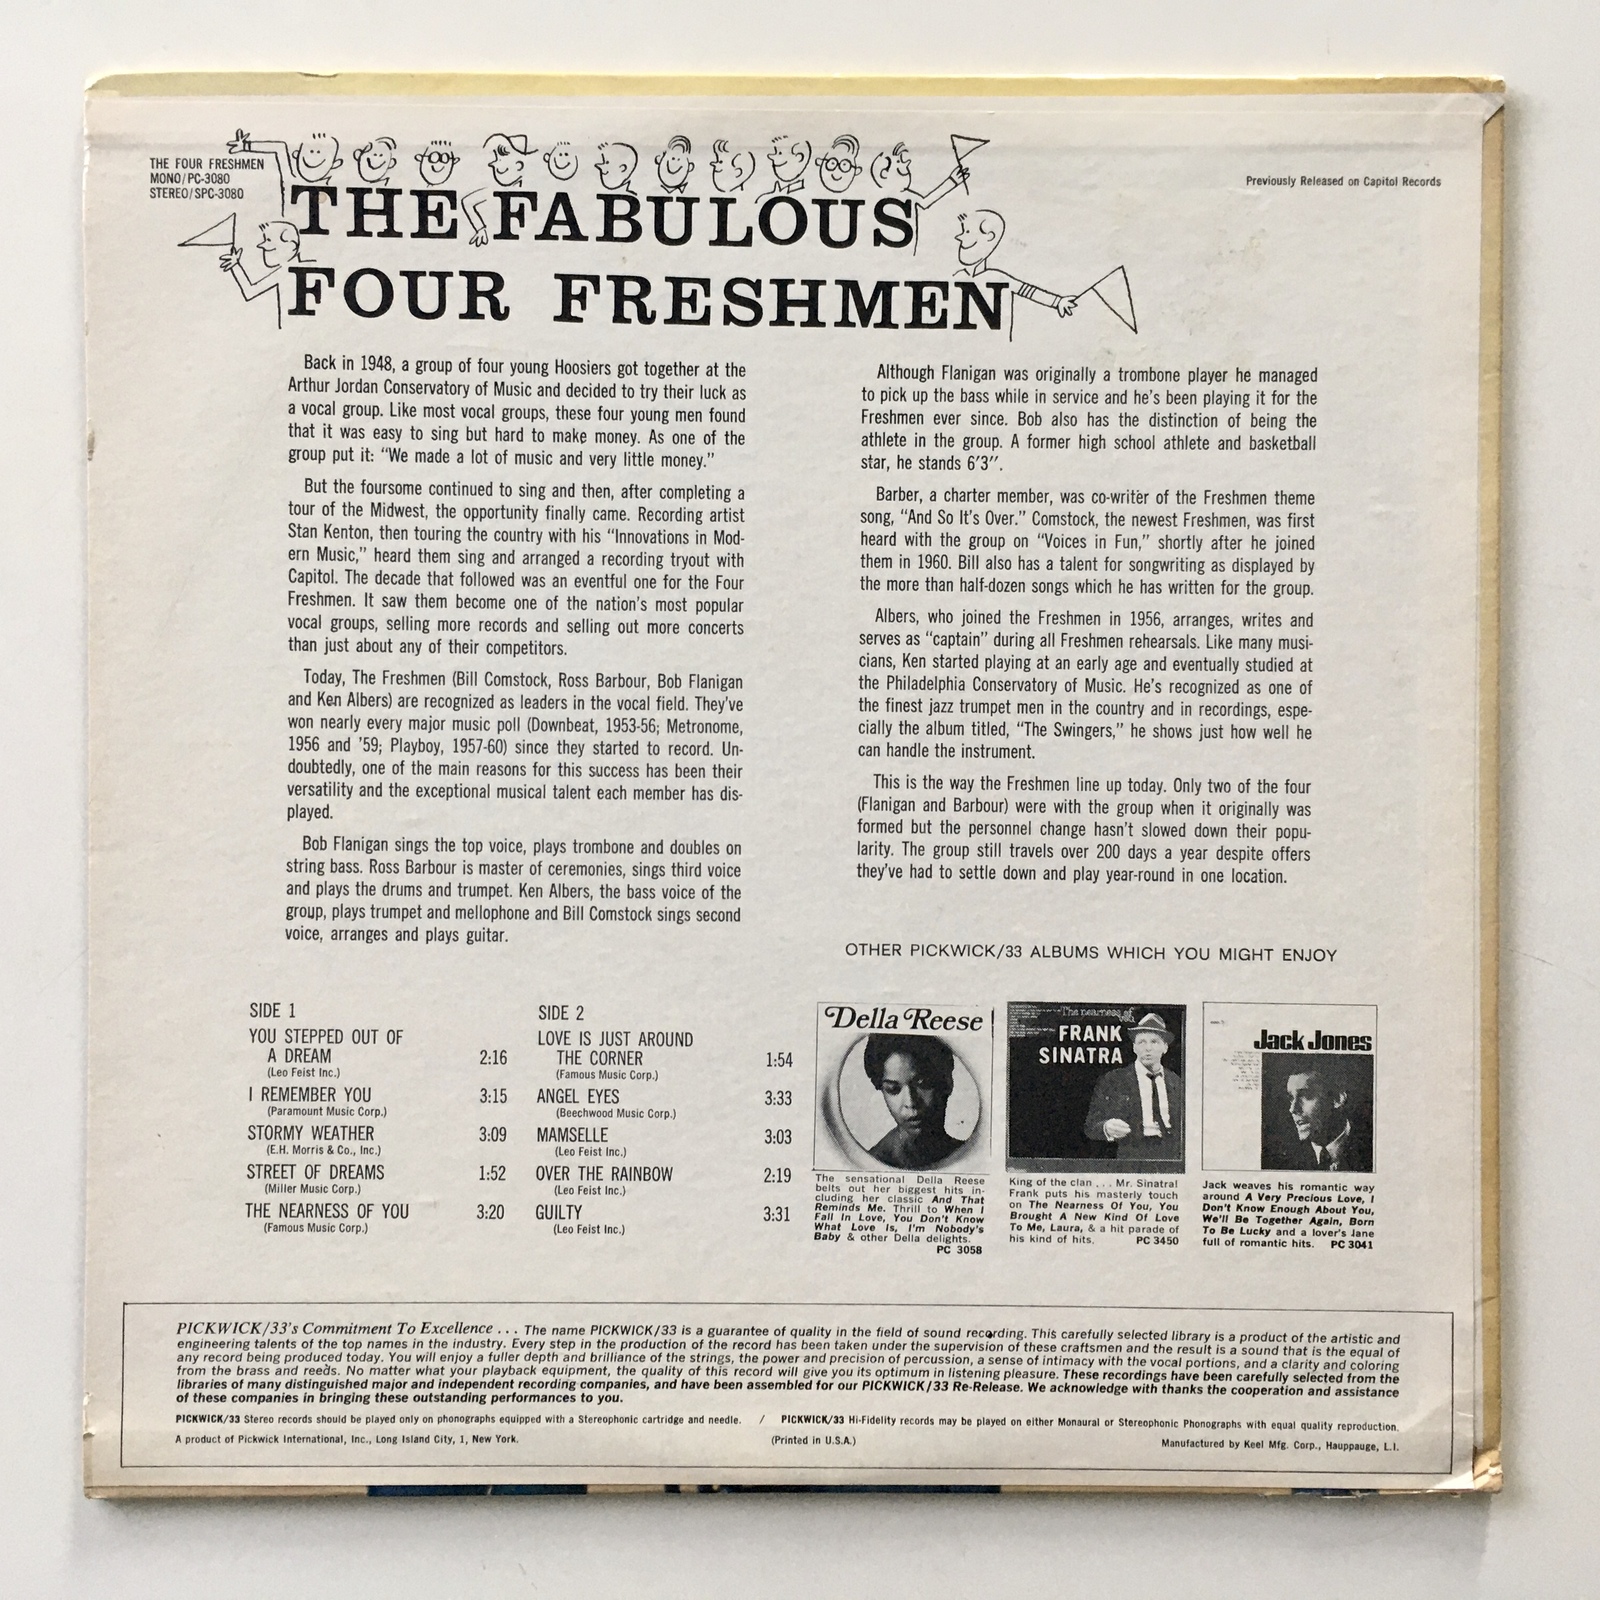 THE FOUR FRESHMEN
MONO/PC-3080
STEREO/SPC-3080
Previously Released on Capitol Records
THE FABULOUS
FOUR FRESHMEN
Back in 1948, a group of four young Hoosiers got together at the
Arthur Jordan Conservatory of Music and decided to try their luck as
a vocal group. Like most vocal groups, these four young men found
that it was easy to sing but hard to make money. As one of the
group put it: “We made a lot of music and very little money.”
But the foursome continued to sing and then, after completing a
tour of the Midwest, the opportunity finally came. Recording artist
Stan Kenton, then touring the country with his “Innovations in Mod-
ern Music,” heard them sing and arranged a recording tryout with
Capitol. The decade that followed was an eventful one for the Four
Freshmen. It saw them become one of the nation's most popular
vocal groups, selling more records and selling out more concerts
than just about any of their competitors.
Today, The Freshmen (Bill Comstock, Ross Barbour, Bob Flanigan
and Ken Albers) are recognized as leaders in the vocal field. They've
won nearly every major music poll (Downbeat, 1953-56; Metronome,
1956 and '59; Playboy, 1957-60) since they started to record. Un-
doubtedly, one of the main reasons for this success has been their
versatility and the exceptional musical talent each member has dis-
played.
Bob Flanigan sings the top voice, plays trombone and doubles on
string bass. Ross Barbour is master of ceremonies, sings third voice
and plays the drums and trumpet. Ken Albers, the bass voice of the
group, plays trumpet and mellophone and Bill Comstock sings second
voice, arranges and plays guitar.
Although Flanigan was originally a trombone player he managed
to pick up the bass while in service and he's been playing it for the
Freshmen ever since. Bob also has the distinction of being the
athlete in the group. A former high school athlete and basketball
star, he stands 6'3''.
Barber, a charter member, was co-writer of the Freshmen theme
song, “And So It's Over.” Comstock, the newest Freshmen, was first
heard with the group on “Voices in Fun,” shortly after he joined
them in 1960. Bill also has a talent for songwriting as displayed by
the more than half-dozen songs which he has written for the group.
Albers, who joined the Freshmen in 1956, arranges, writes and
serves as “captain” during all Freshmen rehearsals. Like many musi-
cians, Ken started playing at an early age and eventually studied at
the Philadelphia Conservatory of Music. He's recognized as one of
the finest jazz trumpet men in the country and in recordings, espe-
cially the album titled, “The Swingers,” he shows just how well he
can handle the instrument.
This is the way the Freshmen line up today. Only two of the four
(Flanigan and Barbour) were with the group when it originally was
formed but the personnel change hasn't slowed down their popu-
larity. The group still travels over 200 days a year despite offers
they've had to settle down and play year-round in one location.
OTHER PICKWICK/33 ALBUMS WHICH YOU MIGHT ENJOY
SIDE 1
YOU STEPPED OUT OF
A DREAM 2:16
(Leo Feist Inc.)
I REMEMBER YOU 3:15
(Paramount Music Corp.)
STORMY WEATHER 3:09
(E.H. Morris & Co., Inc.)
STREET OF DREAMS 1:52
(Miller Music Corp.)
THE NEARNESS OF YOU 3:20
(Famous Music Corp.)
SIDE 2
LOVE IS JUST AROUND
THE CORNER 1:54
(Famous Music Corp.)
ANGEL EYES 3:33
(Beechwood Music Corp.)
MAMSELLE 3:03
(Leo Feist Inc.)
OVER THE RAINBOW 2:19
(Leo Feist Inc.)
GUILTY 3:31
(Leo Feist Inc.)
Della Reese
The sensational Della Reese
belts out her biggest hits in-
cluding her classic And That
Reminds Me. Thrill to When I
Fall In Love, You Don't Know
What Love Is, I'm Nobody's
Baby & other Della delights.
PC 3058
The nearness of
FRANK
SINATRA
King of the clan . . . Mr. Sinatra!
Frank puts his masterly touch
on The Nearness Of You, You
Brought A New Kind Of Love
To Me, Laura, & a hit parade of
his kind of hits. PC 3450
Jack Jones
Jack weaves his romantic way
around A Very Precious Love, I
Don't Know Enough About You,
We'll Be Together Again, Born
To Be Lucky and a lover's lane
full of romantic hits. PC 3041
PICKWICK/33's Commitment To Excellence . . . The name PICKWICK/33 is a guarantee of quality in the field of sound recording. This carefully selected library is a product of the artistic and
engineering talents of the top names in the industry. Every step in the production of the record has been taken under the supervision of these craftsmen and the result is a sound that is the equal of
any record being produced today. You will enjoy a fuller depth and brilliance of the strings, the power and precision of percussion, a sense of intimacy with the vocal portions, and a clarity and coloring
from the brass and reeds. No matter what your playback equipment, the quality of this record will give you its optimum in listening pleasure. These recordings have been carefully selected from the
libraries of many distinguished major and independent recording companies, and have been assembled for our PICKWICK/33 Re-Release. We acknowledge with thanks the cooperation and assistance
of these companies in bringing these outstanding performances to you.
PICKWICK/33 Stereo records should be played only on phonographs equipped with a Stereophonic cartridge and needle. / PICKWICK/33 Hi-Fidelity records may be played on either Monaural or Stereophonic Phonographs with equal quality reproduction.
A product of Pickwick International, Inc., Long Island City, 1, New York. (Printed in U.S.A.) Manufactured by Keel Mfg. Corp., Hauppauge, L.I.